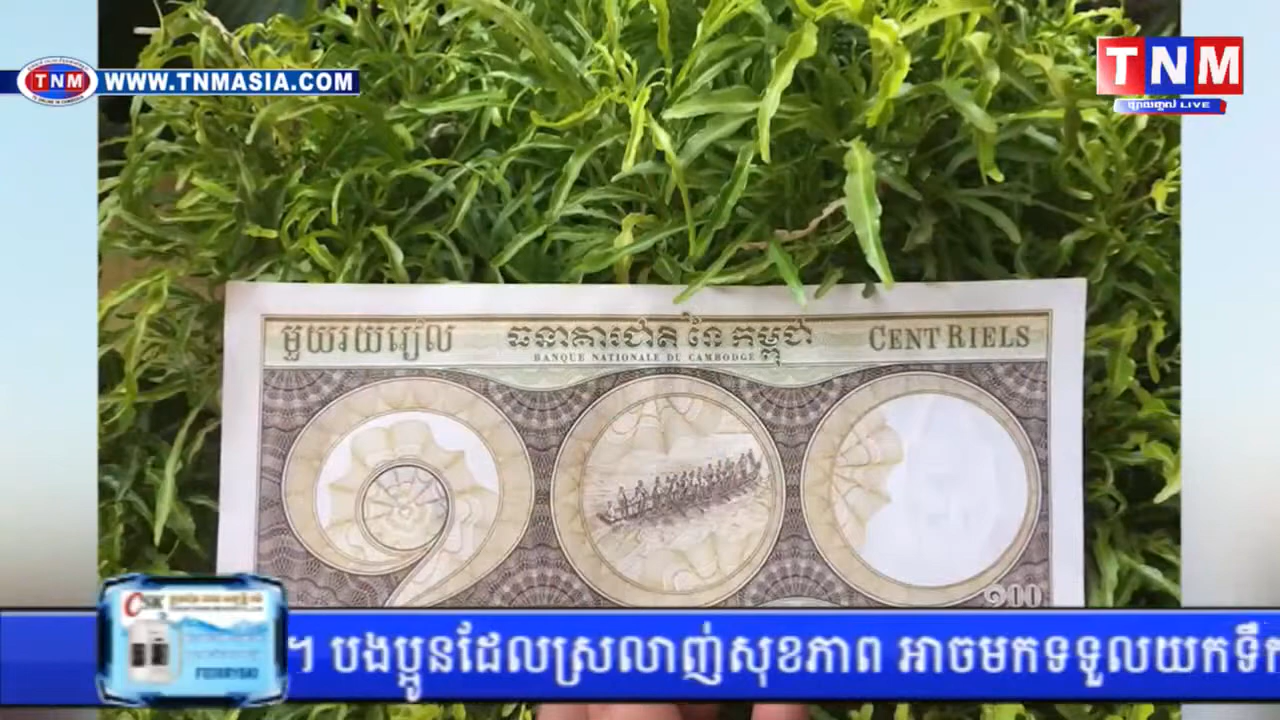 TNM WWW.TNMASIA.COM
TNM
ផ្សាយផ្ទាល់ LIVE
មួយរយរៀល
ធនាគារជាតិ នៃ កម្ពុជា
CENT RIELS
BANQUE NATIONALE DU CAMBODGE
១០០
។ បងប្អូនដែលស្រលាញ់សុខភាព អាចមកទទួលយកទឹក